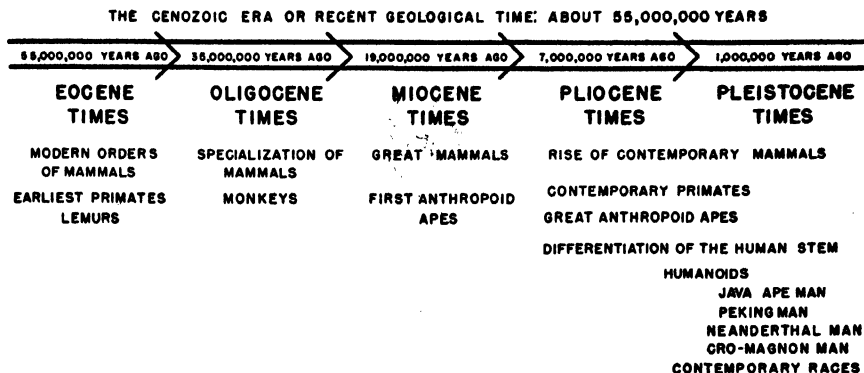 THE CENOZOIC ERA OR RECENT GEOLOGICAL TIME: ABOUT 55,000,000 YEARS
55,000,000 YEARS AGO 35,000,000 YEARS AGO 19,000,000 YEARS AGO 7,000,000 YEARS AGO 1,000,000 YEARS AGO
EOCENE TIMES
MODERN ORDERS
OF MAMMALS
EARLIEST PRIMATES
LEMURS
OLIGOCENE
TIMES
SPECIALIZATION OF
MAMMALS
MONKEYS
MIOCENE
TIMES
GREAT MAMMALS
FIRST ANTHROPOID
APES
PLIOCENE
TIMES
PLEISTOCENE
TIMES
RISE OF CONTEMPORARY MAMMALS
CONTEMPORARY PRIMATES
GREAT ANTHROPOID APES
DIFFERENTIATION OF THE HUMAN STEM
HUMANOIDS
JAVA APE MAN
PEKING MAN
NEANDERTHAL MAN
CRO-MAGNON MAN
CONTEMPORARY RACES